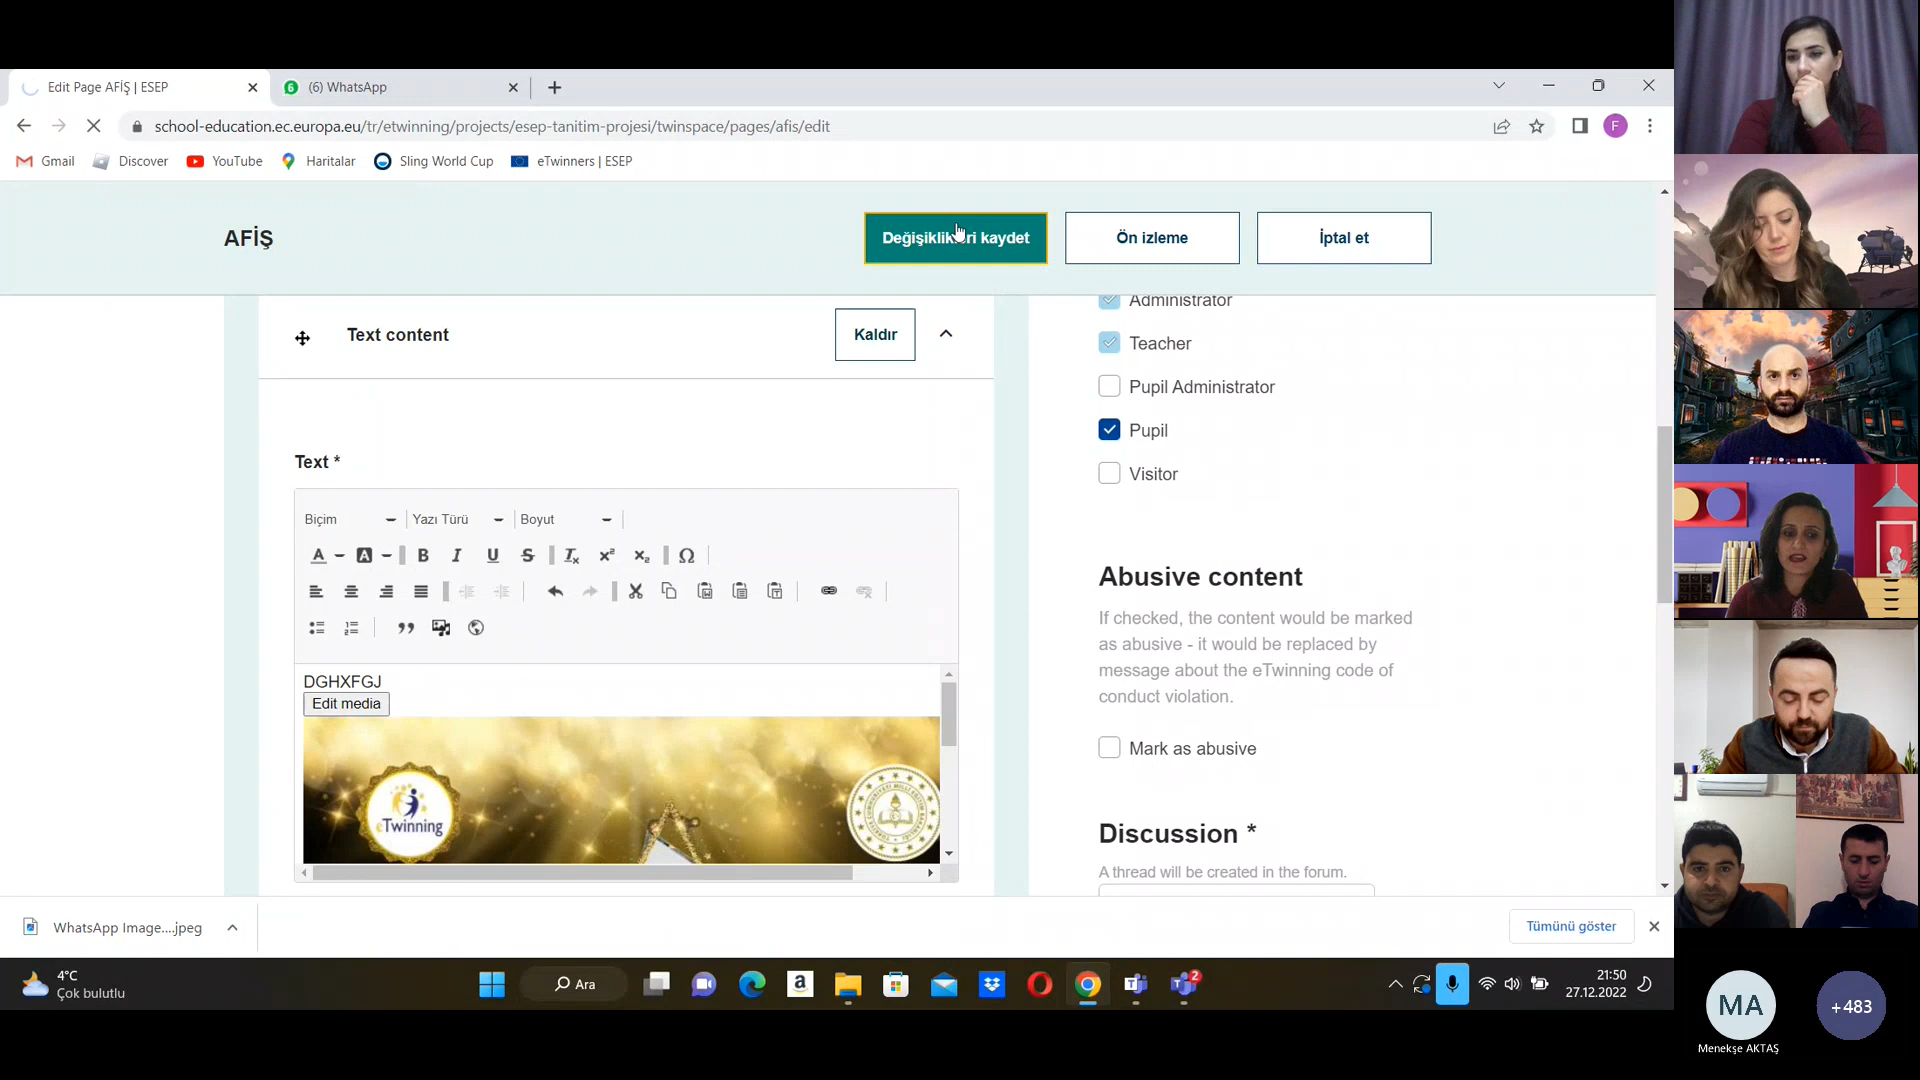 Edit Page AFİŞ | ESEP
6
(6) WhatsApp
school-education.ec.europa.eu/tr/etwinning/projects/esep-tanitim-projesi/twinspace/pages/afis/edit
F
Gmail
Discover
YouTube
Haritalar
Sling World Cup
eTwinners | ESEP
AFİŞ
Ön izleme
İptal et
Text content
Kaldır
Administrator
Teacher
Pupil Administrator
Pupil
Visitor
Text *
Biçim
Yazı Türü
Boyut
Abusive content
If checked, the content would be marked
as abusive - it would be replaced by
message about the eTwinning code of
conduct violation.
Mark as abusive
DGHXFGJ
Edit media
eTwinning
Discussion *
A thread will be created in the forum.
WhatsApp Image....jpeg
Tümünü göster
4°C
Çok bulutlu
Ara
2
21:50
27.12.2022
MA
+483
Menekşe AKTAŞ